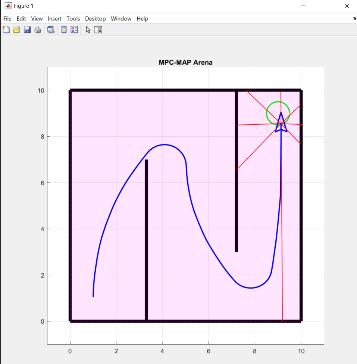 Figure 1
File Edit View Insert Tools Desktop Window Help
MPC-MAP Arena
10
8
6
4
2
0
0 2 4 6 8 10